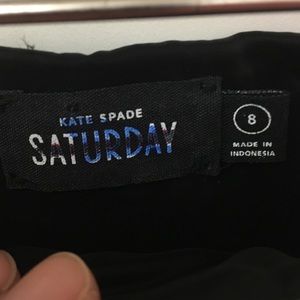 KATE SPADE
SATURDAY
8
MADE IN
INDONESIA